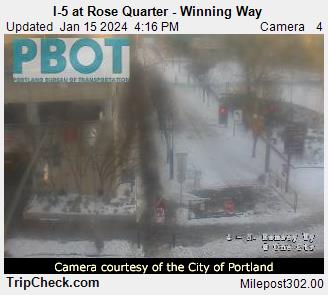 I-5 at Rose Quarter - Winning Way
Updated Jan 15 2024 4:16 PM Camera 4
PBOT
PORTLAND BUREAU OF TRANSPORTATION
Camera courtesy of the City of Portland
TripCheck.com Milepost302.00